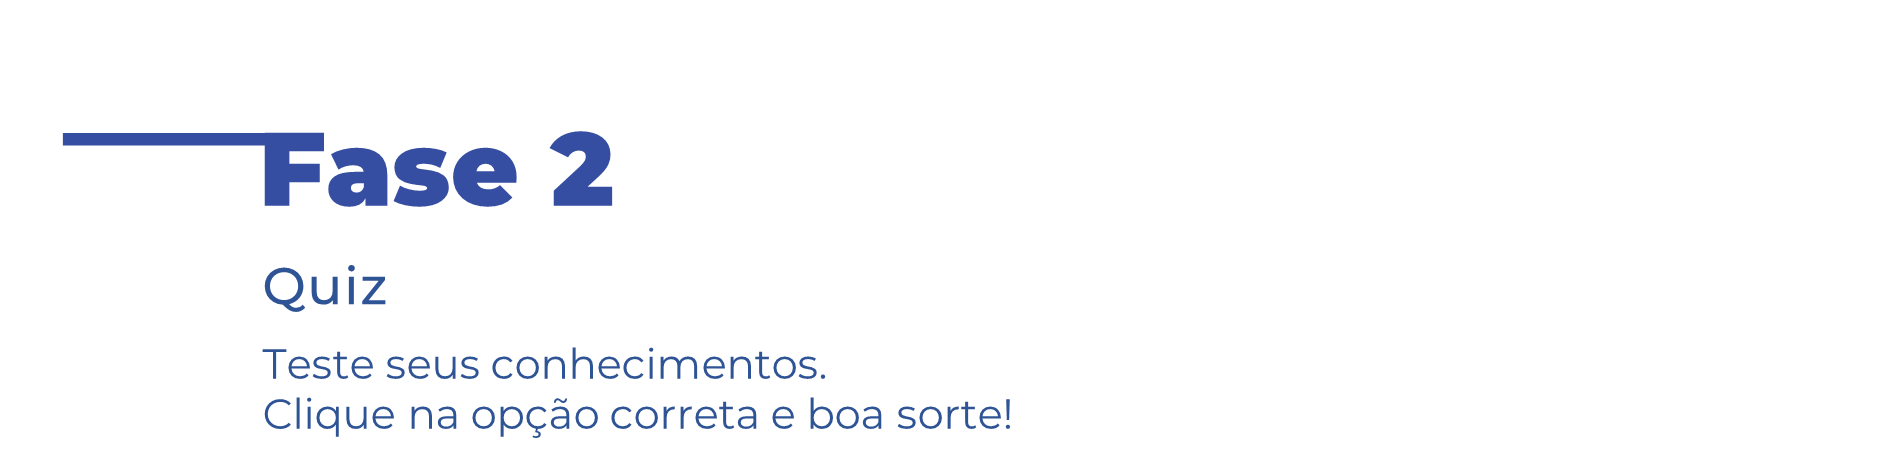 Fase 2
Quiz
Teste seus conhecimentos.
Clique na opção correta e boa sorte!